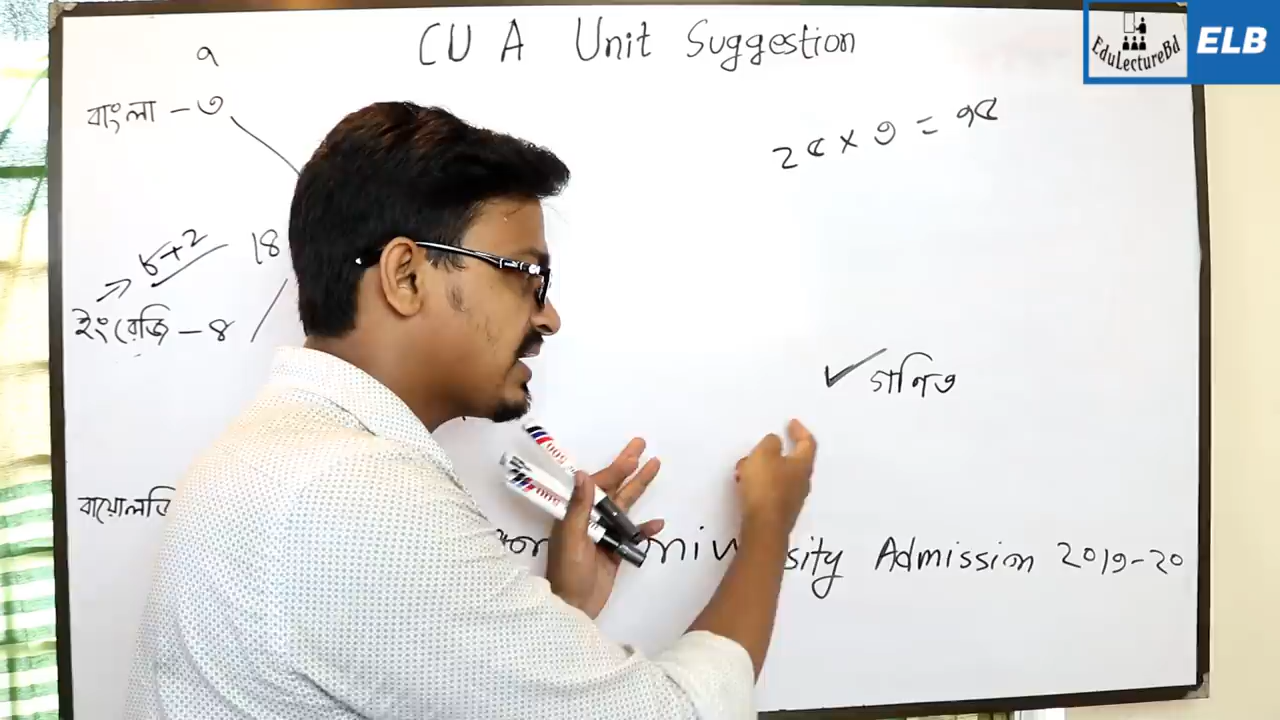 CU A Unit Suggestion
৭
বাংলা - ৩
২৫ × ৩ = ৭৫
৮+২
18
ইংরেজি - ৪
✓ গণিত
বায়োলজি
sity Admission 2019-20
EduLectureBd
ELB